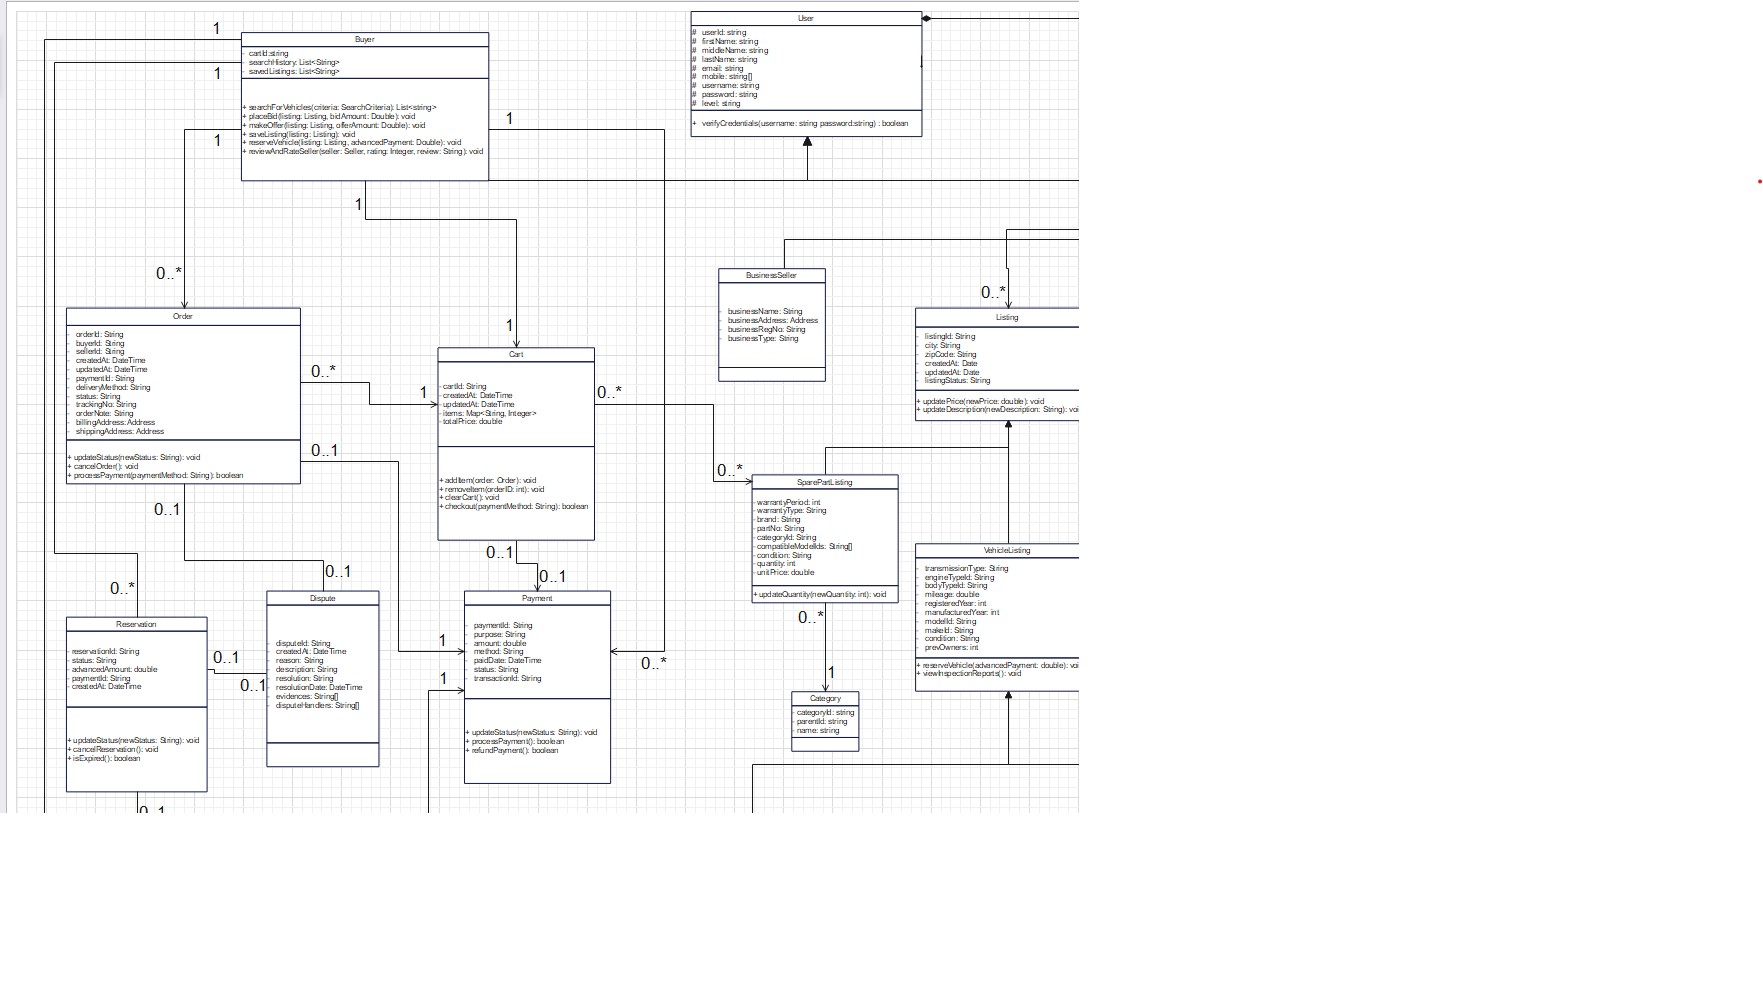 1
Buyer
- cartId:string
- searchHistory: List<String>
- savedListings: List<String>
1
+ searchForVehicles(criteria: SearchCriteria): List<string>
+ placeBid(listing: Listing, bidAmount: Double): void
+ makeOffer(listing: Listing, offerAmount: Double): void
+ saveListing(listing: Listing): void
+ reserveVehicle(listing: Listing, advancedPayment: Double): void
+ reviewAndRateSeller(seller: Seller, rating: Integer, review: String): void
1
1
1
User
# userId: string
# firstName: string
# middleName: string
# lastName: string
# email: string
# mobile: string[]
# username: string
# password: string
# level: string
+ verifyCredentials(username: string password:string) : boolean
0..*
1
BusinessSeller
- businessName: String
- businessAddress: Address
- businessRegNo: String
- businessType: String
0..*
Listing
- listingId: String
- city: String
- zipCode: String
- createdAt: Date
- updatedAt: Date
- listingStatus: String
+ updatePrice(newPrice: double): void
+ updateDescription(newDescription: String): voi
Order
- orderId: String
- buyerId: String
- sellerId: String
- createdAt: DateTime
- updatedAt: DateTime
- paymentId: String
- deliveryMethod: String
- status: String
- trackingNo: String
- orderNote: String
- billingAddress: Address
- shippingAddress: Address
+ updateStatus(newStatus: String): void
+ cancelOrder(): void
+ processPayment(paymentMethod: String): boolean
0..*
1
0..1
0..1
Cart
- cartId: String
- createdAt: DateTime
- updatedAt: DateTime
- items: Map<String, Integer>
- totalPrice: double
+ addItem(order: Order): void
+ removeItem(orderID: int): void
+ clearCart(): void
+ checkout(paymentMethod: String): boolean
0..*
0..*
0..1
0..1
SparePartListing
- warrantyPeriod: int
- warrantyType: String
- brand: String
- partNo: String
- categoryId: String
- compatibleModelIds: String[]
- condition: String
- quantity: int
- unitPrice: double
+ updateQuantity(newQuantity: int): void
0..*
1
VehicleListing
- transmissionType: String
- engineTypeId: String
- bodyTypeId: String
- mileage: double
- registeredYear: int
- manufacturedYear: int
- modelId: String
- makeId: String
- condition: String
- prevOwners: int
+ reserveVehicle(advancedPayment: double): voi
+ viewInspectionReports(): void
0..*
0..1
Reservation
- reservationId: String
- status: String
- advancedAmount: double
- paymentId: String
- createdAt: DateTime
+ updateStatus(newStatus: String): void
+ cancelReservation(): void
+ isExpired(): boolean
0..1
0..1
0..1
Dispute
- disputeId: String
- createdAt: DateTime
- reason: String
- description: String
- resolution: String
- resolutionDate: DateTime
- evidences: String[]
- disputeHandlers: String[]
Payment
- paymentId: String
- purpose: String
- amount: double
- method: String
- paidDate: DateTime
- status: String
- transactionId: String
+ updateStatus(newStatus: String): void
+ processPayment(): boolean
+ refundPayment(): boolean
1
1
0..*
Category
- categoryId: string
- parentId: string
- name: string